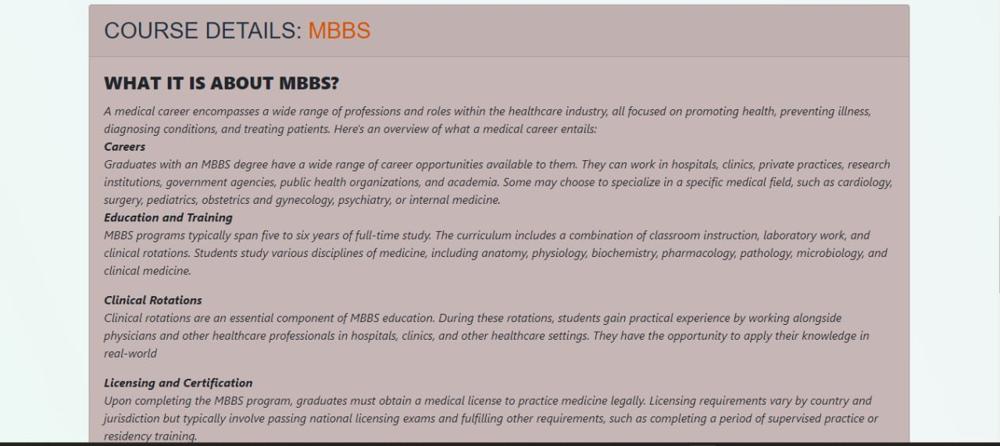 COURSE DETAILS: MBBS
WHAT IT IS ABOUT MBBS?
A medical career encompasses a wide range of professions and roles within the healthcare industry, all focused on promoting health, preventing illness,
diagnosing conditions, and treating patients. Here's an overview of what a medical career entails:
Careers
Graduates with an MBBS degree have a wide range of career opportunities available to them. They can work in hospitals, clinics, private practices, research
institutions, government agencies, public health organizations, and academia. Some may choose to specialize in a specific medical field, such as cardiology,
surgery, pediatrics, obstetrics and gynecology, psychiatry, or internal medicine.
Education and Training
MBBS programs typically span five to six years of full-time study. The curriculum includes a combination of classroom instruction, laboratory work, and
clinical rotations. Students study various disciplines of medicine, including anatomy, physiology, biochemistry, pharmacology, pathology, microbiology, and
clinical medicine.
Clinical Rotations
Clinical rotations are an essential component of MBBS education. During these rotations, students gain practical experience by working alongside
physicians and other healthcare professionals in hospitals, clinics, and other healthcare settings. They have the opportunity to apply their knowledge in
real-world
Licensing and Certification
Upon completing the MBBS program, graduates must obtain a medical license to practice medicine legally. Licensing requirements vary by country and
jurisdiction but typically involve passing national licensing exams and fulfilling other requirements, such as completing a period of supervised practice or
residency training.